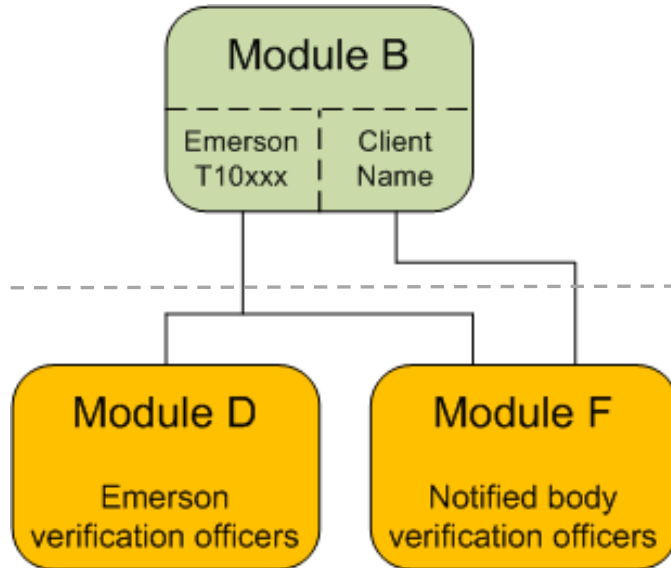 Module B
Emerson
T10xxx
Client
Name
Module D
Emerson
verification officers
Module F
Notified body
verification officers